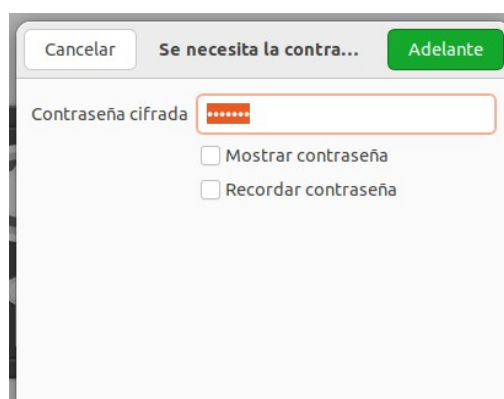 Cancelar Se necesita la contra... Adelante
Contraseña cifrada •••••••
Mostrar contraseña
Recordar contraseña